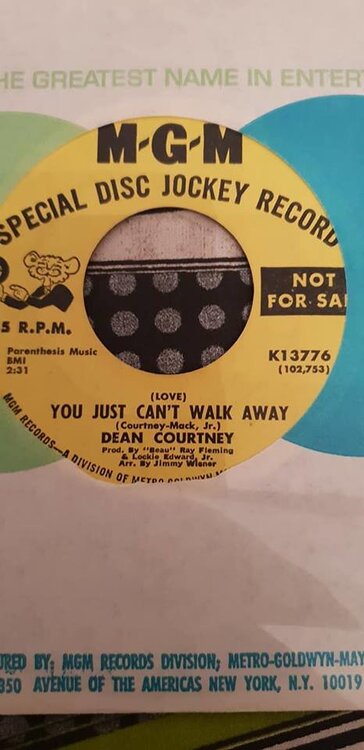 HE GREATEST NAME IN ENTER
M-G-M
SPECIAL DISC JOCKEY RECORD
NOT
FOR SAL
5 R.P.M.
Parenthesis Music
BMI
2:31
K13776
(102,753)
(LOVE)
YOU JUST CAN'T WALK AWAY
(Courtney-Mack, Jr.)
DEAN COURTNEY
Prod. By "Beau" Ray Fleming
& Lockie Edward, Jr.
Arr. By Jimmy Wisner
MGM RECORDS—A DIVISION OF METRO-GOLDWYN-MA
URED BY: MGM RECORDS DIVISION; METRO-GOLDWYN-MAY
350 AVENUE OF THE AMERICAS NEW YORK, N.Y. 10019